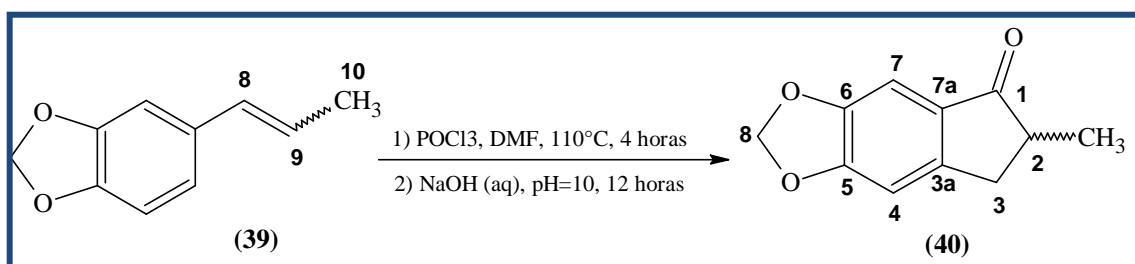 8
10
CH3
9
O
O
(39)
1) POCl3, DMF, 110°C, 4 horas
2) NaOH (aq), pH=10, 12 horas
O
7
7a
1
6
O
8
CH3
2
O
5
3a
3
4
(40)